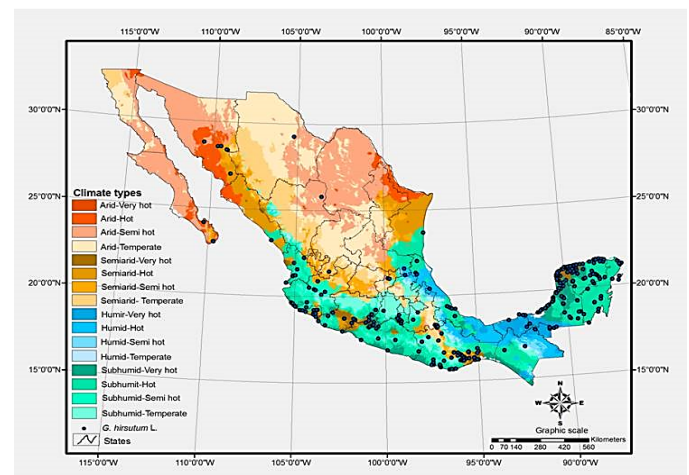 115°0'0"W 110°0'0"W 105°0'0"W 100°0'0"W 95°0'0"W 90°0'0"W 85°0'0"W
30°0'0"N 30°0'0"N
25°0'0"N 25°0'0"N
20°0'0"N 20°0'0"N
15°0'0"N 15°0'0"N
Climate types
Arid-Very hot
Arid-Hot
Arid-Semi hot
Arid-Temperate
Semiarid-Very hot
Semiarid-Hot
Semiarid-Semi hot
Semiarid- Temperate
Humir-Very hot
Humid-Hot
Humid-Semi hot
Humid-Temperate
Subhumit-Very hot
Subhumit-Hot
Subhumid-Semi hot
Subhumid-Temperate
G. hirsutum L.
States
N
W E
S
Graphic scale
Kilometers
0 70 140 280 420 560
115°0'0"W 110°0'0"W 105°0'0"W 100°0'0"W 95°0'0"W 90°0'0"W